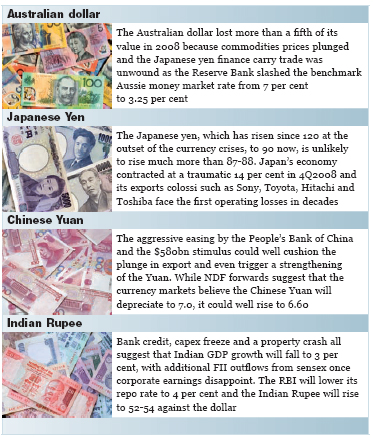 Australian dollar
The Australian dollar lost more than a fifth of its
value in 2008 because commodities prices plunged
and the Japanese yen finance carry trade was
unwound as the Reserve Bank slashed the benchmark
Aussie money market rate from 7 per cent
to 3.25 per cent
Japanese Yen
The Japanese yen, which has risen since 120 at the
outset of the currency crises, to 90 now, is unlikely
to rise much more than 87-88. Japan's economy
contracted at a traumatic 14 per cent in 4Q2008 and
its exports colossi such as Sony, Toyota, Hitachi and
Toshiba face the first operating losses in decades
Chinese Yuan
The aggressive easing by the People's Bank of China
and the $580bn stimulus could well cushion the
plunge in export and even trigger a strengthening
of the Yuan. While NDF forwards suggest that the
currency markets believe the Chinese Yuan will
depreciate to 7.0, it could well rise to 6.60
Indian Rupee
Bank credit, capex freeze and a property crash all
suggest that Indian GDP growth will fall to 3 per
cent, with additional FII outflows from sensex once
corporate earnings disappoint. The RBI will lower its
repo rate to 4 per cent and the Indian Rupee will rise
to 52-54 against the dollar